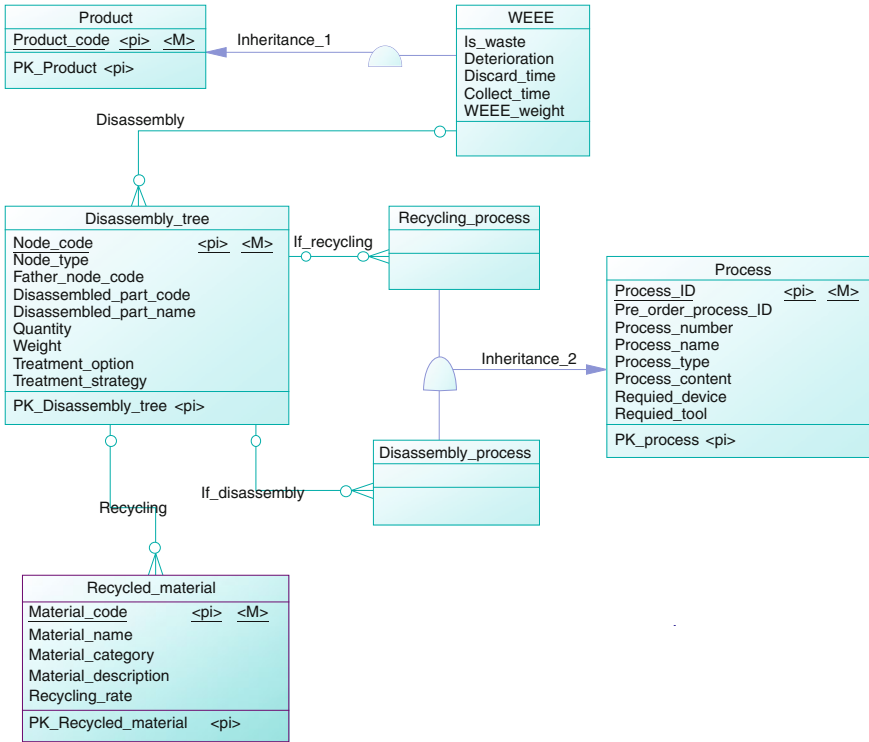 Product
Product_code <pi> <M>
PK_Product <pi>
Inheritance_1
WEEE
Is_waste
Deterioration
Discard_time
Collect_time
WEEE_weight
Disassembly
Disassembly_tree
Node_code <pi> <M>
Node_type
Father_node_code
Disassembled_part_code
Disassembled_part_name
Quantity
Weight
Treatment_option
Treatment_strategy
PK_Disassembly_tree <pi>
If_recycling
Recycling_process
Inheritance_2
Process
Process_ID <pi> <M>
Pre_order_process_ID
Process_number
Process_name
Process_type
Process_content
Requied_device
Requied_tool
PK_process <pi>
Disassembly_process
If_disassembly
Recycling
Recycled_material
Material_code <pi> <M>
Material_name
Material_category
Material_description
Recycling_rate
PK_Recycled_material <pi>